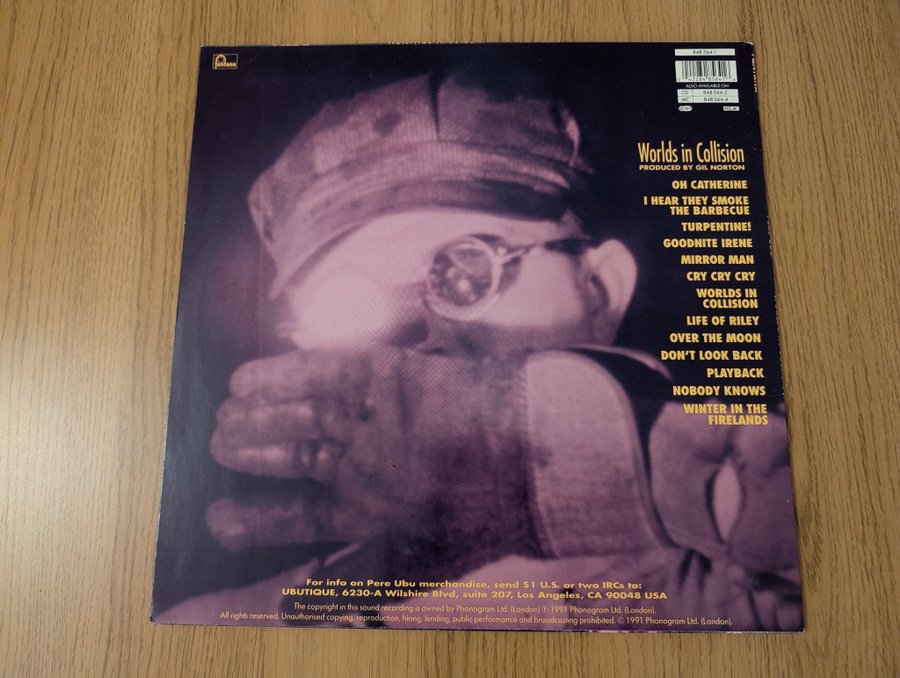 fontana
848 564-1
ALSO AVAILABLE ON
CD 848 564-2
MC 848 564-4
Worlds in Collision
PRODUCED BY GIL NORTON
OH CATHERINE
I HEAR THEY SMOKE
THE BARBECUE
TURPENTINE!
GOODNITE IRENE
MIRROR MAN
CRY CRY CRY
WORLDS IN
COLLISION
LIFE OF RILEY
OVER THE MOON
DON'T LOOK BACK
PLAYBACK
NOBODY KNOWS
WINTER IN THE
FIRELANDS
For info on Pere Ubu merchandise, send $1 U.S. or two IRCs to:
UBUTIQUE, 6230-A Wilshire Blvd, suite 207, Los Angeles, CA 90048 USA
The copyright in this sound recording is owned by Phonogram Ltd. (London) ℗ 1991 Phonogram Ltd. (London).
All rights reserved. Unauthorised copying, reproduction, hiring, lending, public performance and broadcasting prohibited. © 1991 Phonogram Ltd. (London).